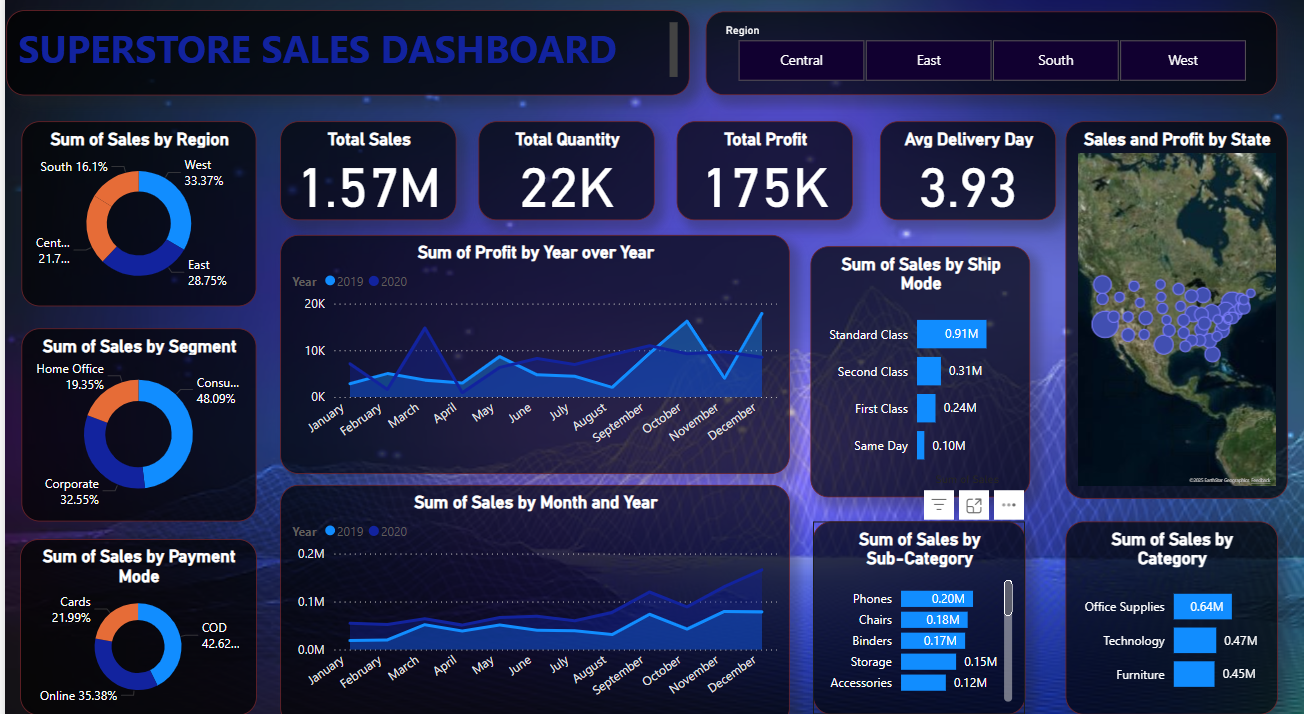 SUPERSTORE SALES DASHBOARD
Region
Central
East
South
West
Sum of Sales by Region
South 16.1%
West
33.37%
Cent...
21.7...
East
28.75%
Total Sales
1.57M
Total Quantity
22K
Total Profit
175K
Avg Delivery Day
3.93
Sales and Profit by State
©2025 EarthStar Geographics Feedback
Sum of Profit by Year over Year
Year 2019 2020
20K
10K
0K
January
February
March
April
May
June
July
August
September
October
November
December
Sum of Sales by Ship
Mode
Standard Class 0.91M
Second Class 0.31M
First Class 0.24M
Same Day 0.10M
Sum of Sales by Segment
Home Office
19.35%
Consu...
48.09%
Corporate
32.55%
Sum of Sales by Month and Year
Year 2019 2020
0.2M
0.1M
0.0M
January
February
March
April
May
June
July
August
September
October
November
December
Sum of Sales by Payment
Mode
Cards
21.99%
COD
42.62...
Online 35.38%
Sum of Sales by
Sub-Category
Phones 0.20M
Chairs 0.18M
Binders 0.17M
Storage 0.15M
Accessories 0.12M
Sum of Sales by
Category
Office Supplies 0.64M
Technology 0.47M
Furniture 0.45M